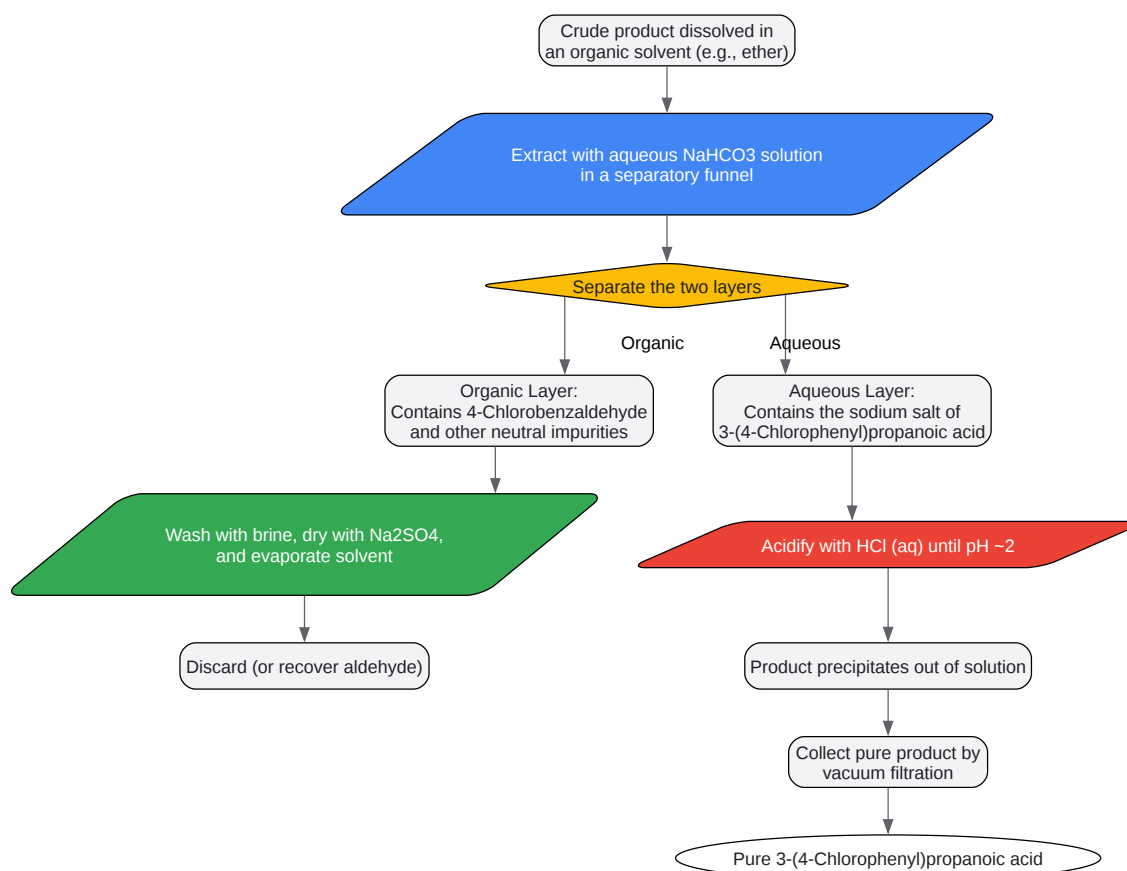 Crude product dissolved in
an organic solvent (e.g., ether)
Extract with aqueous NaHCO3 solution
in a separatory funnel
Separate the two layers
Organic
Aqueous
Organic Layer:
Contains 4-Chlorobenzaldehyde
and other neutral impurities
Aqueous Layer:
Contains the sodium salt of
3-(4-Chlorophenyl)propanoic acid
Wash with brine, dry with Na2SO4,
and evaporate solvent
Acidify with HCl (aq) until pH ~2
Discard (or recover aldehyde)
Product precipitates out of solution
Collect pure product by
vacuum filtration
Pure 3-(4-Chlorophenyl)propanoic acid